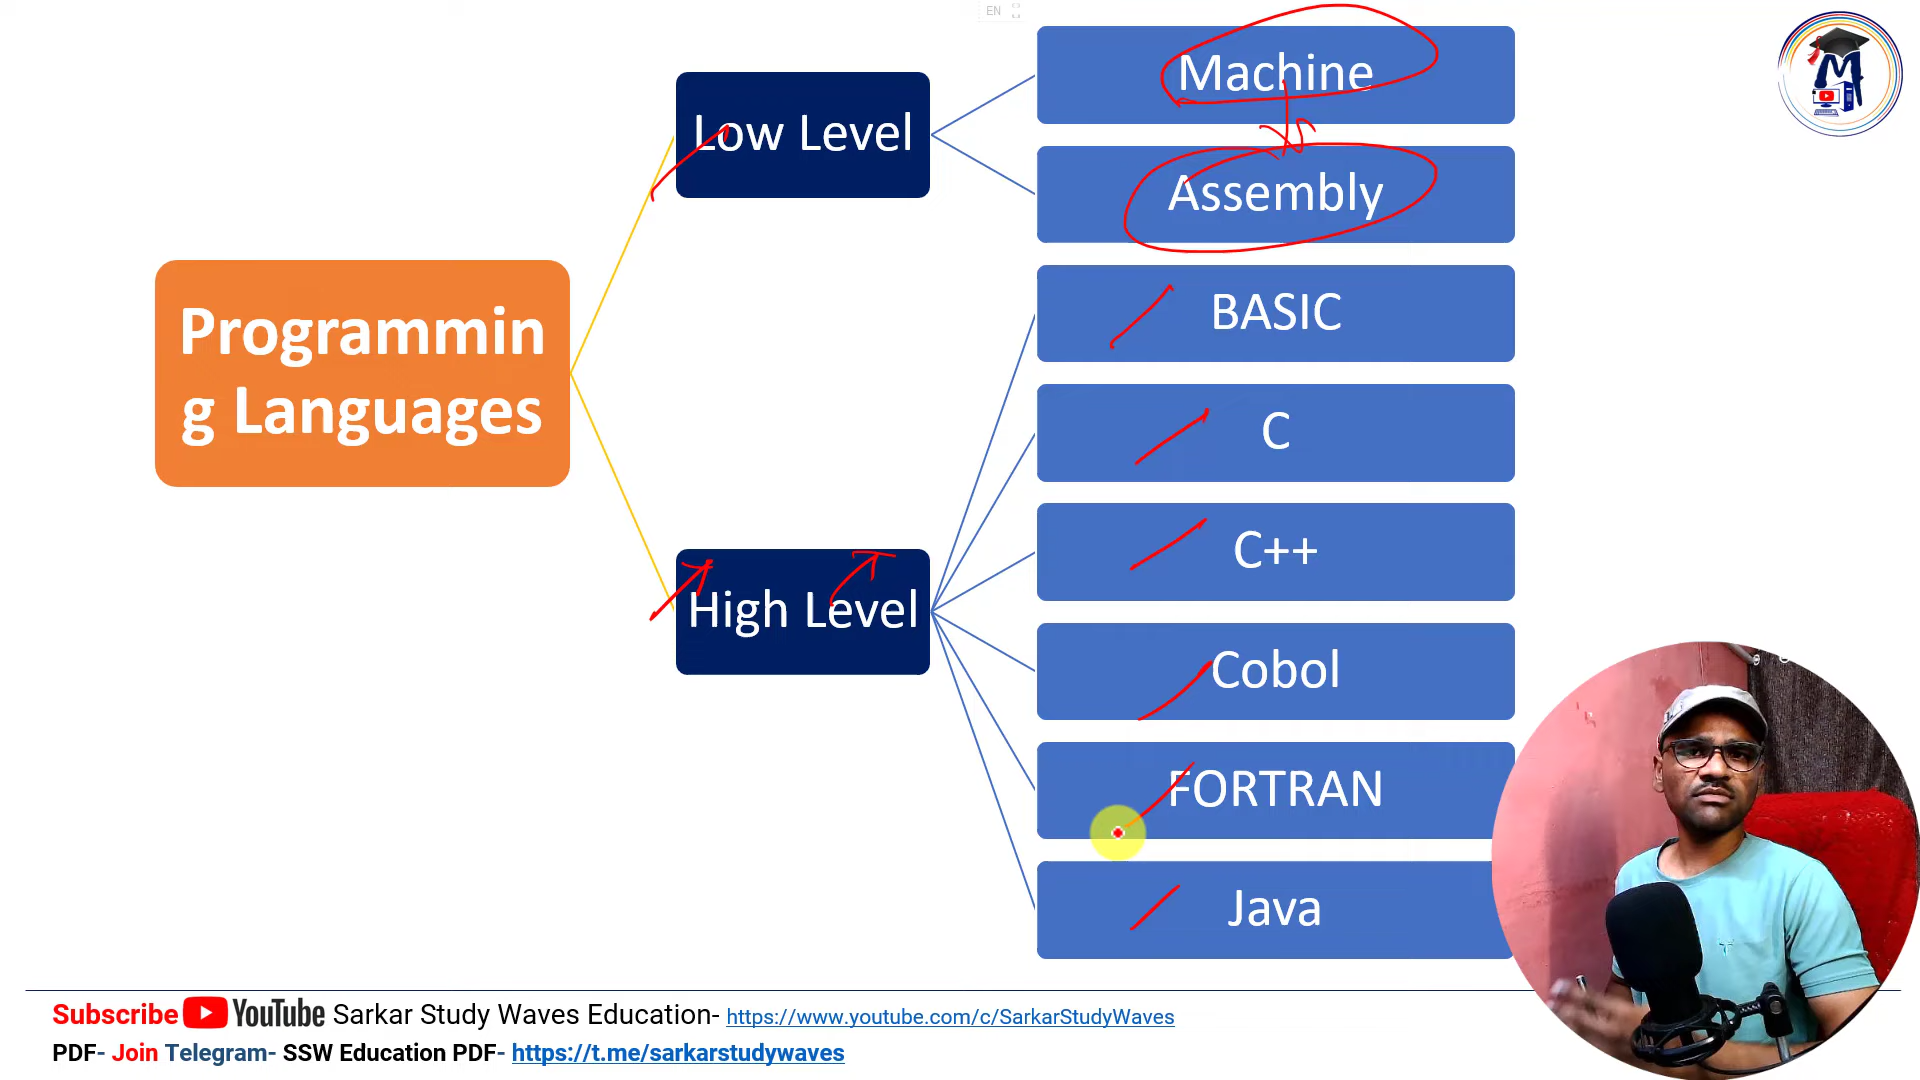 EN
Machine
Low Level
Assembly
BASIC
Programmin
g Languages
C
C++
High Level
Cobol
FORTRAN
Java
Subscribe YouTube Sarkar Study Waves Education- https://www.youtube.com/c/SarkarStudyWaves
PDF- Join Telegram- SSW Education PDF- https://t.me/sarkarstudywaves